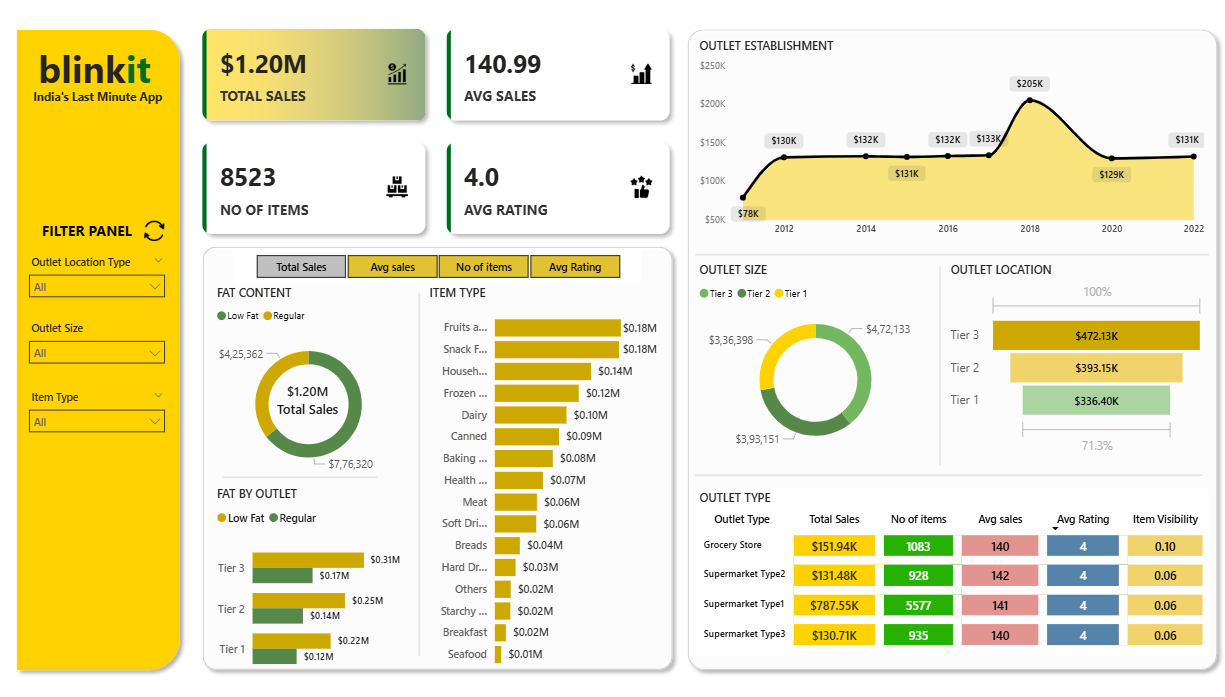 blinkit
India's Last Minute App
FILTER PANEL
Outlet Location Type
All
Outlet Size
All
Item Type
All
$1.20M
TOTAL SALES
140.99
AVG SALES
8523
NO OF ITEMS
4.0
AVG RATING
Total Sales
Avg sales
No of items
Avg Rating
FAT CONTENT
Low Fat Regular
$4,25,362
$1.20M
Total Sales
$7,76,320
FAT BY OUTLET
Low Fat Regular
Tier 3 $0.31M
$0.17M
Tier 2 $0.25M
$0.14M
Tier 1 $0.22M
$0.12M
ITEM TYPE
Fruits a... $0.18M
Snack F... $0.18M
Househ... $0.14M
Frozen ... $0.12M
Dairy $0.10M
Canned $0.09M
Baking ... $0.08M
Health ... $0.07M
Meat $0.06M
Soft Dri... $0.06M
Breads $0.04M
Hard Dr... $0.03M
Others $0.02M
Starchy ... $0.02M
Breakfast $0.02M
Seafood $0.01M
OUTLET ESTABLISHMENT
$250K
$200K
$150K
$100K
$50K
$78K
$130K
$132K
$131K
$132K
$133K
$205K
$129K
$131K
2012 2014 2016 2018 2020 2022
OUTLET SIZE
Tier 3 Tier 2 Tier 1
$3,36,398
$4,72,133
$3,93,151
OUTLET LOCATION
100%
Tier 3 $472.13K
Tier 2 $393.15K
Tier 1 $336.40K
71.3%
OUTLET TYPE
Outlet Type Total Sales No of items Avg sales Avg Rating Item Visibility
Grocery Store $151.94K 1083 140 4 0.10
Supermarket Type2 $131.48K 928 142 4 0.06
Supermarket Type1 $787.55K 5577 141 4 0.06
Supermarket Type3 $130.71K 935 140 4 0.06